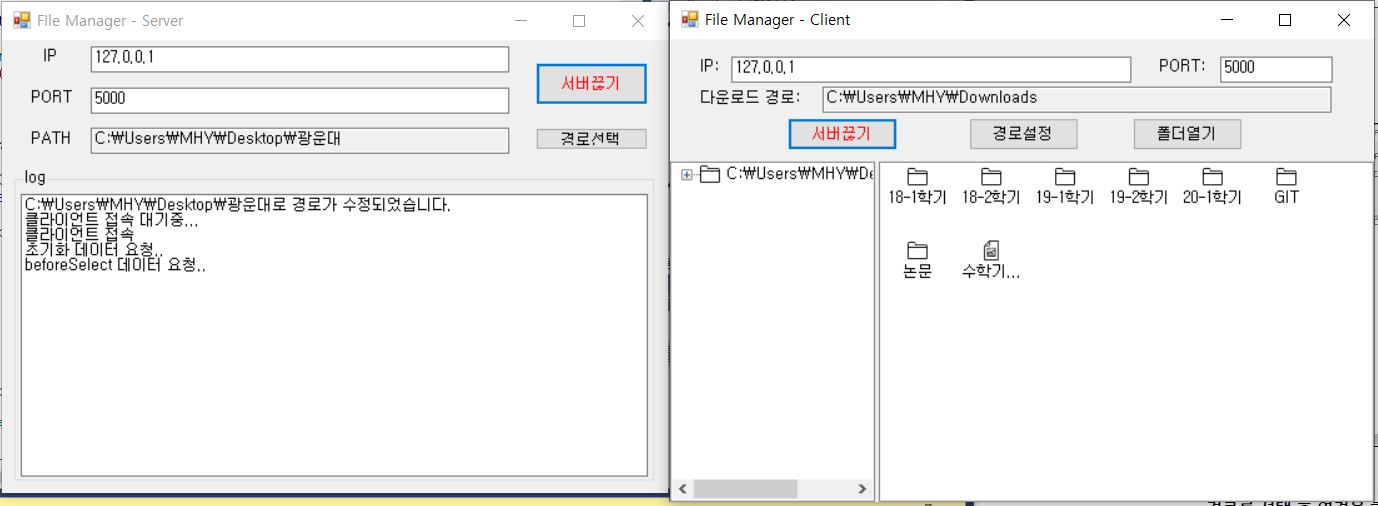 File Manager - Server
IP
127.0.0.1
서버끊기
PORT
5000
PATH
C:₩Users₩MHY₩Desktop₩광운대
경로선택
log
C:₩Users₩MHY₩Desktop₩광운대로 경로가 수정되었습니다.
클라이언트 접속 대기중...
클라이언트 접속
초기화 데이터 요청..
beforeSelect 데이터 요청..
File Manager - Client
IP:
127.0.0.1
PORT:
5000
다운로드 경로:
C:₩Users₩MHY₩Downloads
서버끊기
경로설정
폴더열기
C:₩Users₩MHY₩De
18-1학기
18-2학기
19-1학기
19-2학기
20-1학기
GIT
논문
수학기...